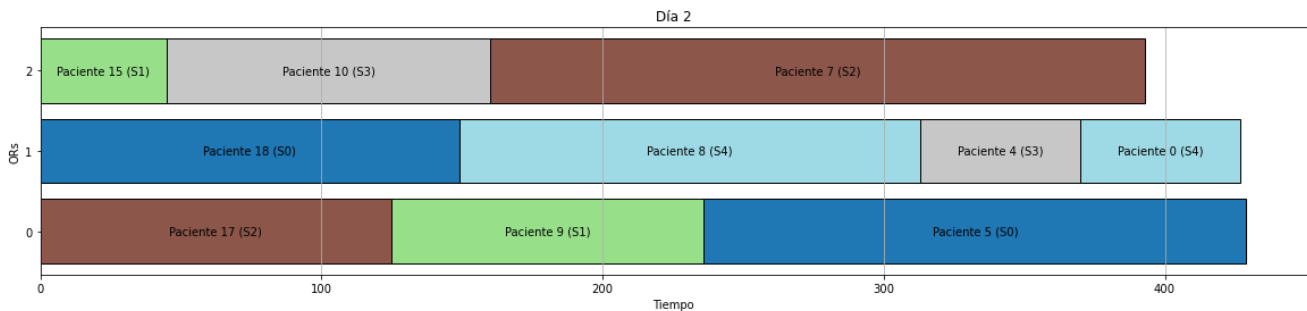 Día 2
ORs
2
Paciente 15 (S1)
Paciente 10 (S3)
Paciente 7 (S2)
1
Paciente 18 (S0)
Paciente 8 (S4)
Paciente 4 (S3)
Paciente 0 (S4)
0
Paciente 17 (S2)
Paciente 9 (S1)
Paciente 5 (S0)
0 100 200 300 400
Tiempo